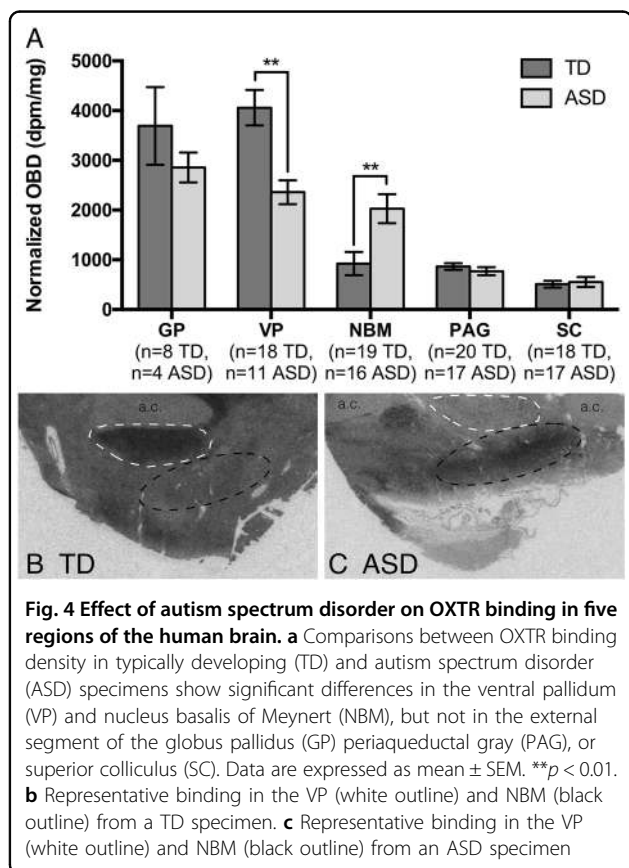 A
Normalized OBD (dpm/mg)
5000
4000
3000
2000
1000
0
**
**
TD
ASD
GP VP NBM PAG SC
(n=8 TD, (n=18 TD, (n=19 TD, (n=20 TD, (n=18 TD,
n=4 ASD) n=11 ASD) n=16 ASD) n=17 ASD) n=17 ASD)
a.c. a.c. a.c.
B TD C ASD
Fig. 4 Effect of autism spectrum disorder on OXTR binding in five
regions of the human brain. a Comparisons between OXTR binding
density in typically developing (TD) and autism spectrum disorder
(ASD) specimens show significant differences in the ventral pallidum
(VP) and nucleus basalis of Meynert (NBM), but not in the external
segment of the globus pallidus (GP) periaqueductal gray (PAG), or
superior colliculus (SC). Data are expressed as mean ± SEM. **p < 0.01.
b Representative binding in the VP (white outline) and NBM (black
outline) from a TD specimen. c Representative binding in the VP
(white outline) and NBM (black outline) from an ASD specimen